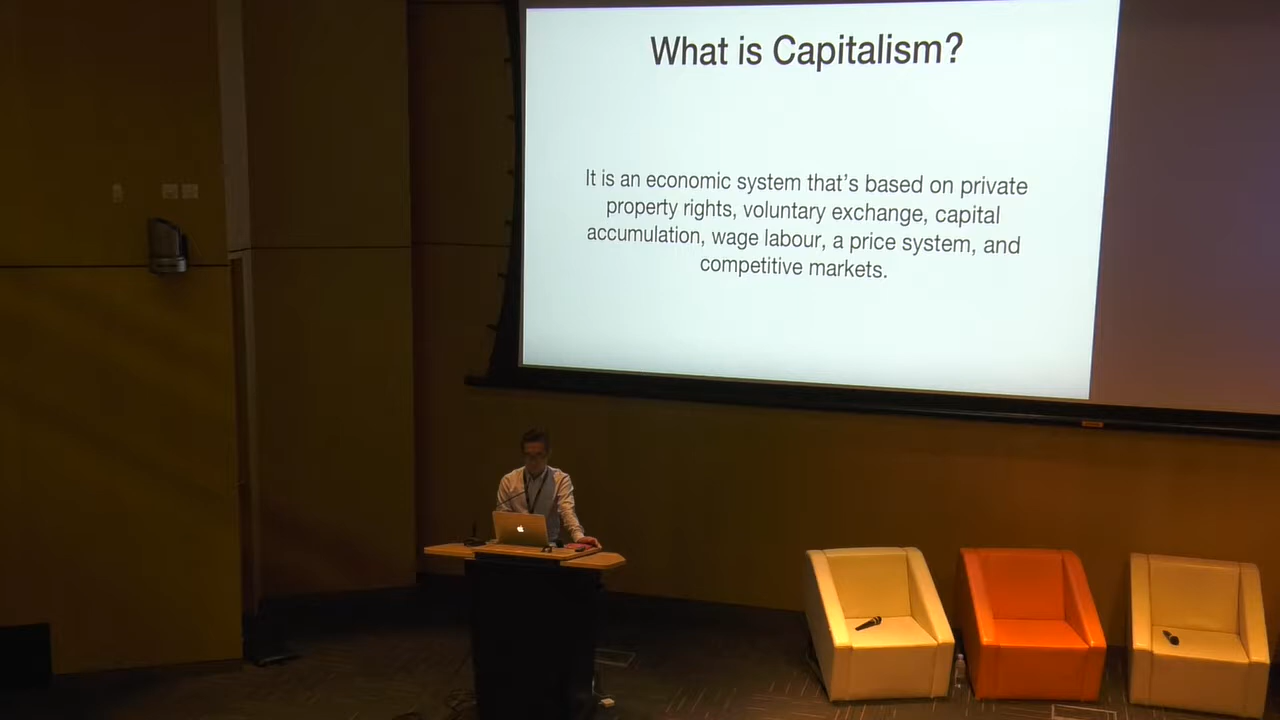 What is Capitalism?
It is an economic system that's based on private
property rights, voluntary exchange, capital
accumulation, wage labour, a price system, and
competitive markets.